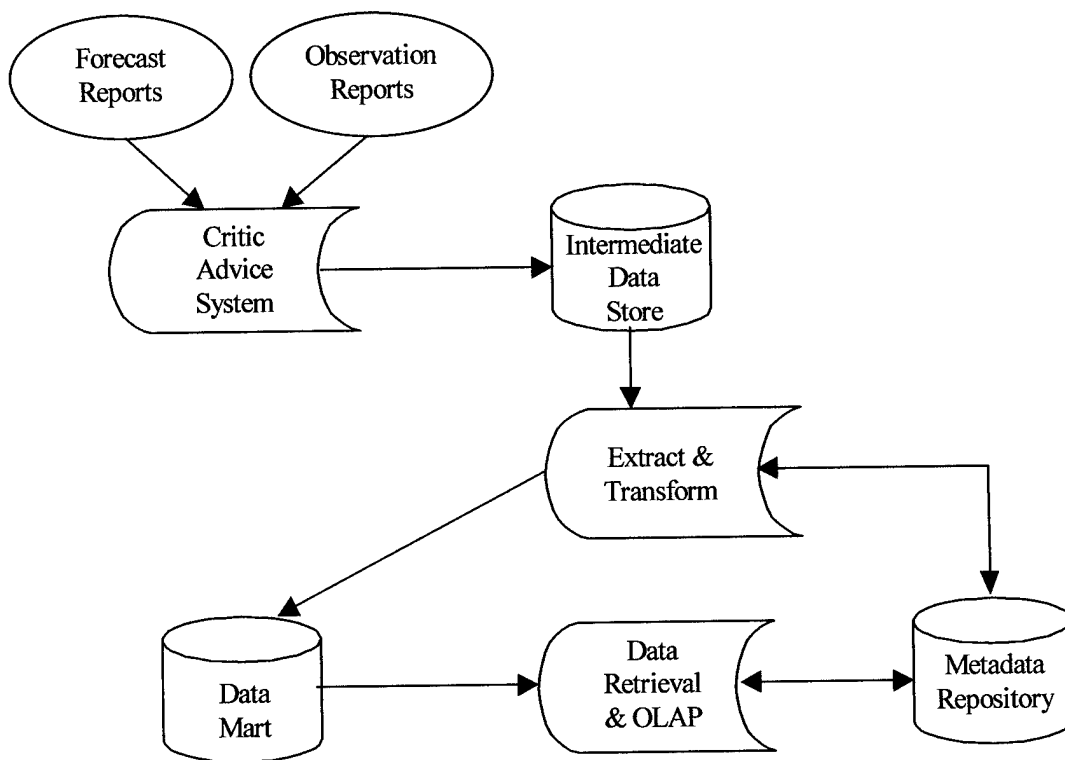 Forecast
Reports
Observation
Reports
Critic
Advice
System
Intermediate
Data
Store
Extract &
Transform
Data
Mart
Data
Retrieval
& OLAP
Metadata
Repository